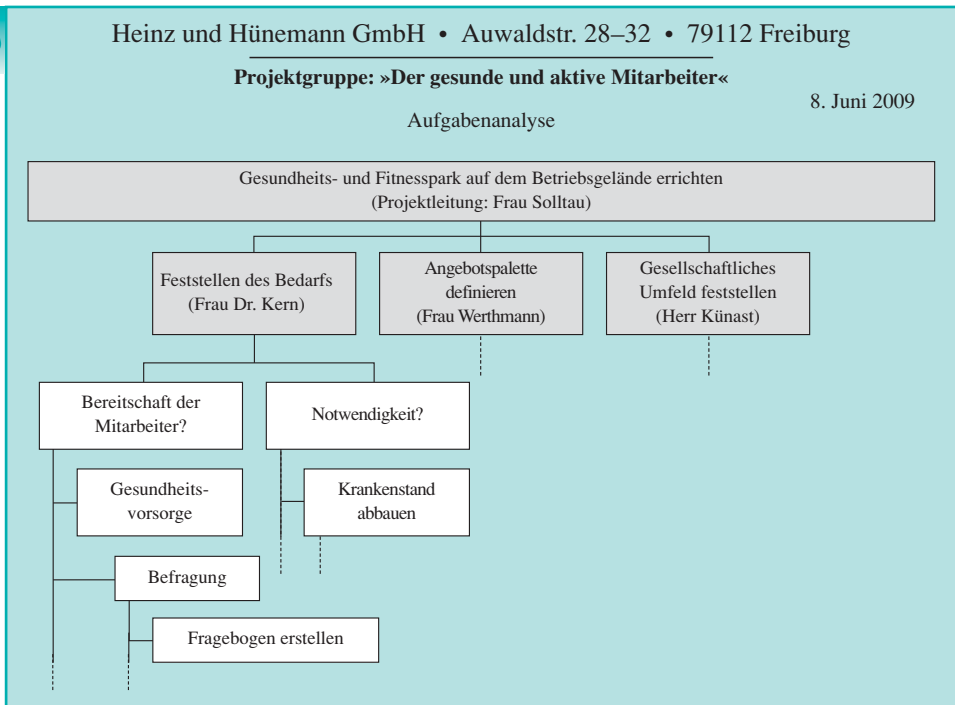 Heinz und Hünemann GmbH • Auwaldstr. 28–32 • 79112 Freiburg
Projektgruppe: »Der gesunde und aktive Mitarbeiter«
8. Juni 2009
Aufgabenanalyse
Gesundheits- und Fitnesspark auf dem Betriebsgelände errichten
(Projektleitung: Frau Solltau)
Feststellen des Bedarfs
(Frau Dr. Kern)
Angebotspalette
definieren
(Frau Werthmann)
Gesellschaftliches
Umfeld feststellen
(Herr Künast)
Bereitschaft der
Mitarbeiter?
Notwendigkeit?
Gesundheits-
vorsorge
Krankenstand
abbauen
Befragung
Fragebogen erstellen